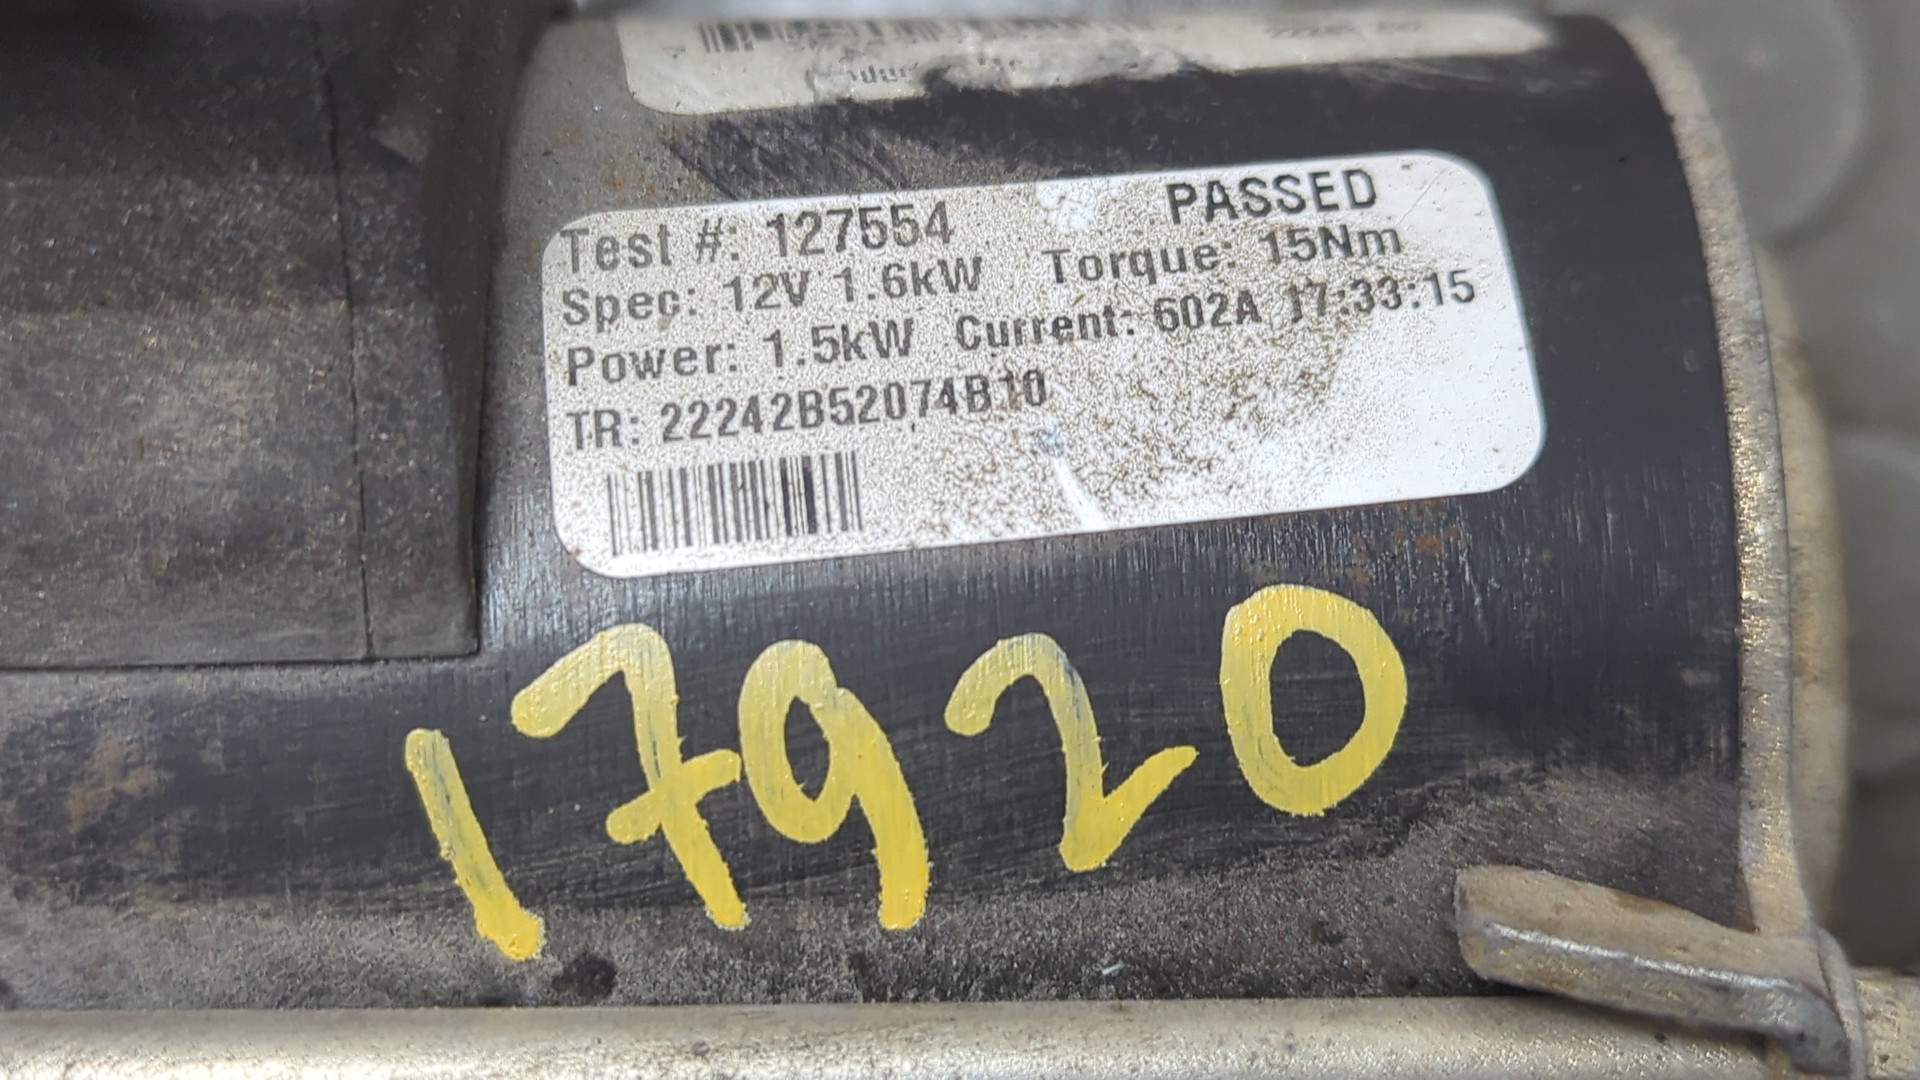 PASSED
Test #: 127554
Spec: 12V 1.6kW Torque: 15Nm
Power: 1.5kW Current: 602A 17:33:15
TR: 22242B52074B10
17920